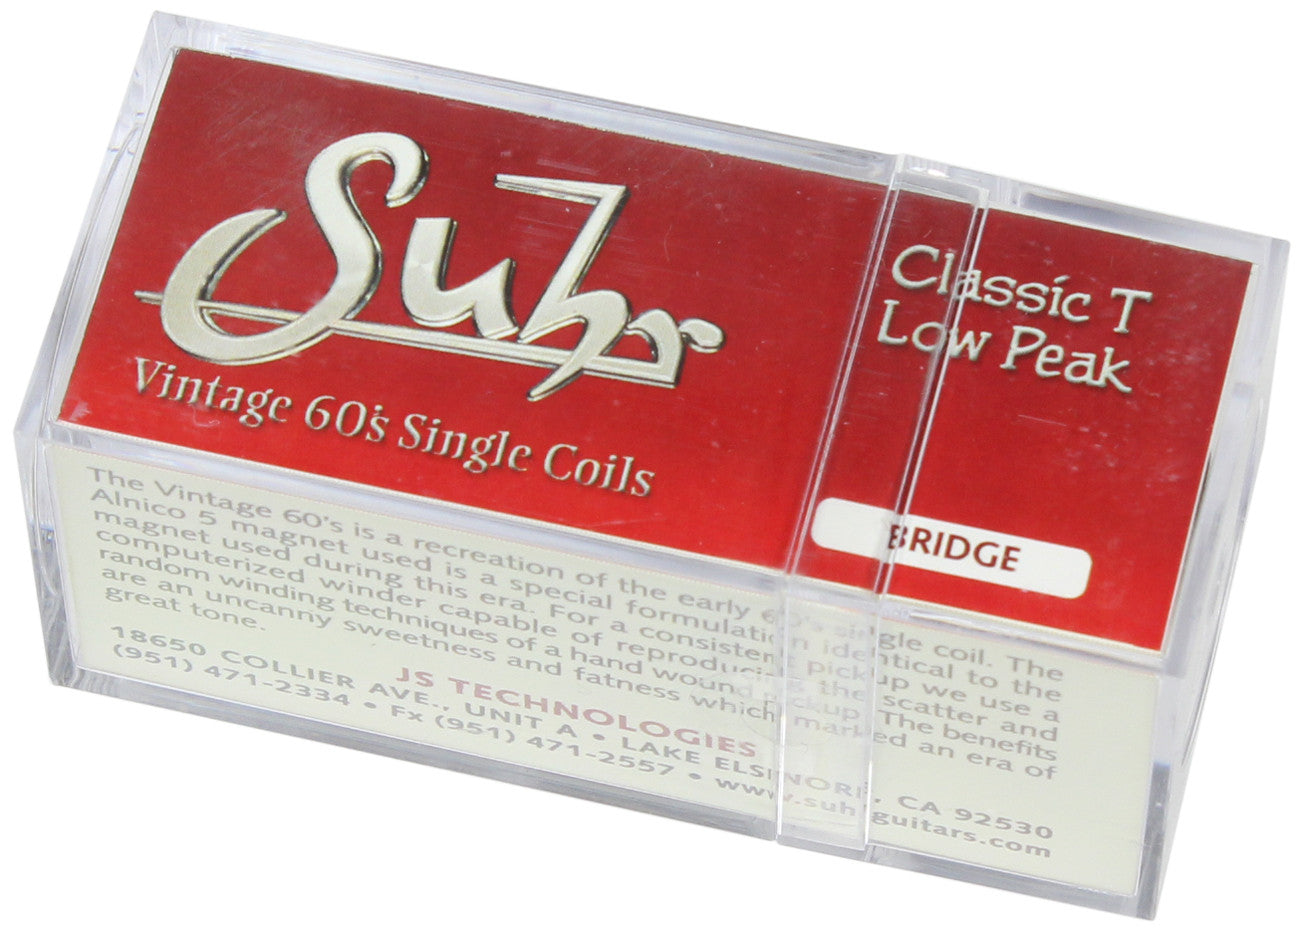 Suhr
Vintage 60's Single Coils
Classic T
Low Peak
BRIDGE
The Vintage 60's is a recreation of the early 60's single coil. The
Alnico 5 magnet used is a special formulation identical to the
magnet used during this era. For a consistent pickup we use a
computerized winder capable of reproducing the scatter and
random winding techniques of a hand wound pickup. The benefits
are an uncanny sweetness and fatness which marked an era of
great tone.
JS TECHNOLOGIES
18650 COLLIER AVE., UNIT A • LAKE ELSINORE, CA 92530
(951) 471-2334 • Fx (951) 471-2557 • www.suhrguitars.com